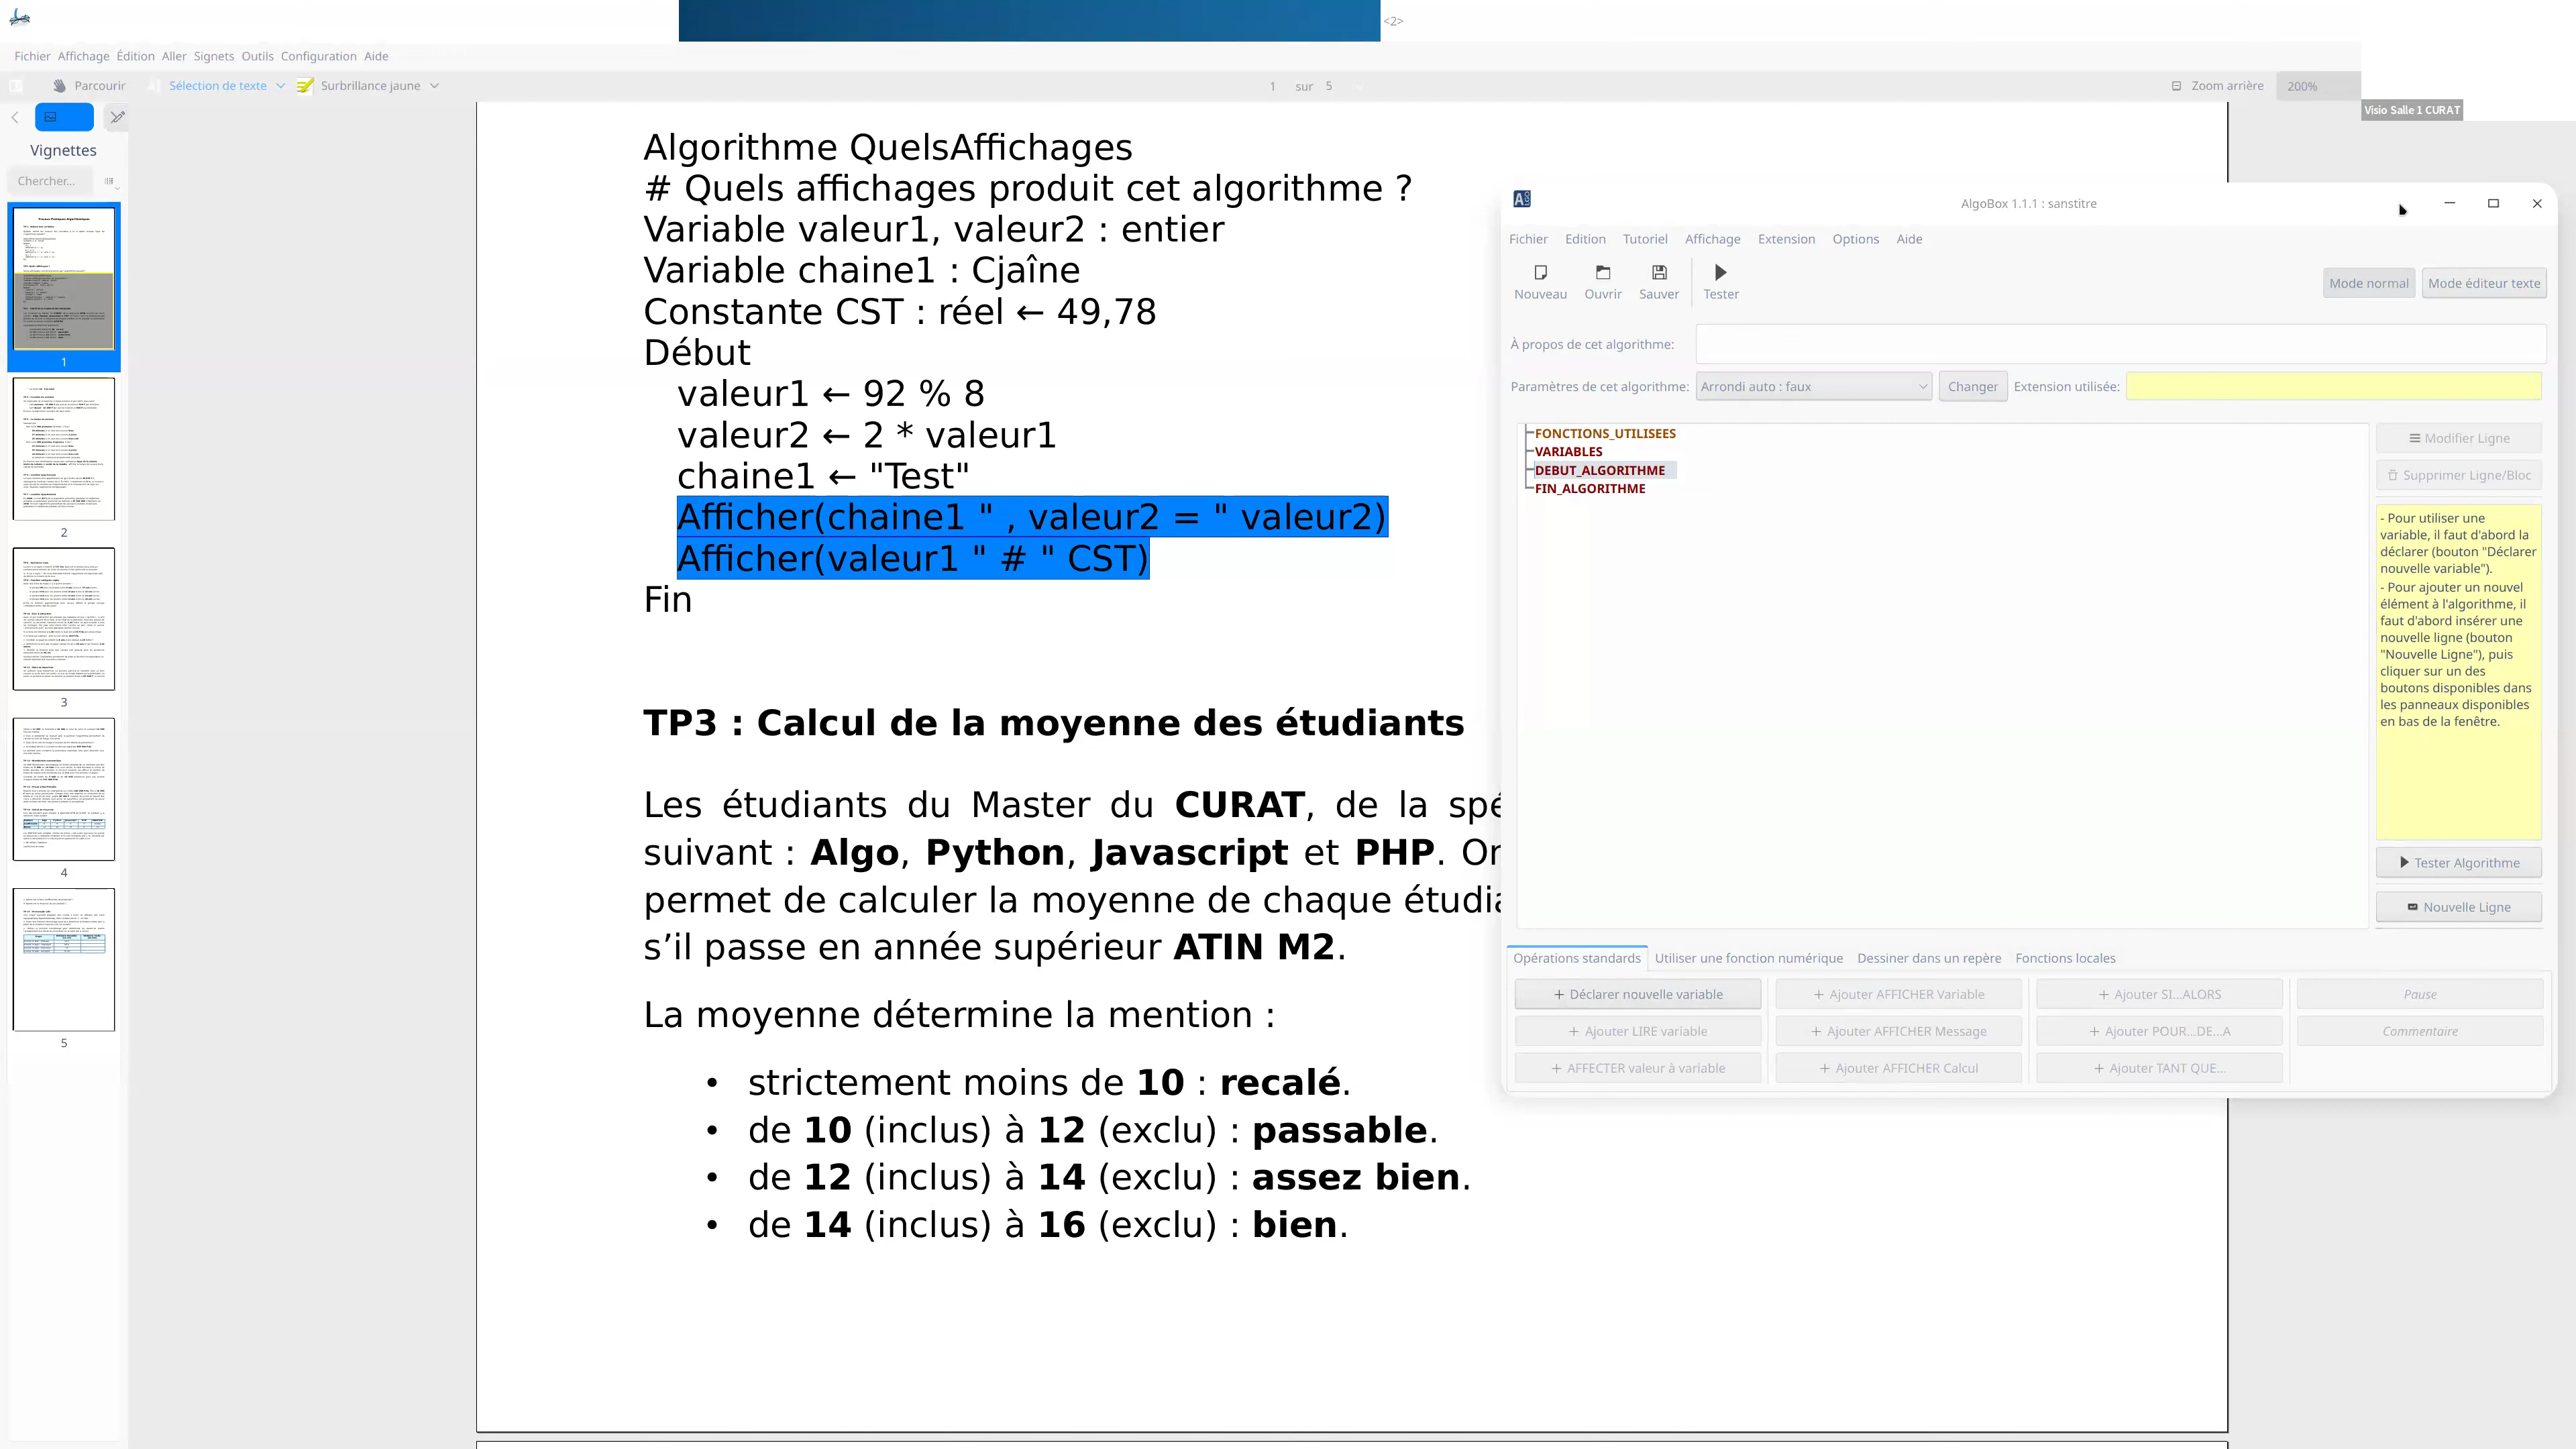 <2>
Fichier Affichage Édition Aller Signets Outils Configuration Aide
Parcourir Sélection de texte Surbrillance jaune 1 sur 5 Zoom arrière 200%
Visio Salle 1 CURAT
Vignettes
Chercher...
1
2
3
4
5
Algorithme QuelsAffichages
# Quels affichages produit cet algorithme ?
Variable valeur1, valeur2 : entier
Variable chaine1 : Cjaîne
Constante CST : réel ← 49,78
Début
valeur1 ← 92 % 8
valeur2 ← 2 * valeur1
chaine1 ← "Test"
Afficher(chaine1 " , valeur2 = " valeur2)
Afficher(valeur1 " # " CST)
Fin
TP3 : Calcul de la moyenne des étudiants
Les étudiants du Master du CURAT, de la
suivant : Algo, Python, Javascript et PHP.
permet de calculer la moyenne de chaque
s’il passe en année supérieur ATIN M2.
La moyenne détermine la mention :
• strictement moins de 10 : recalé.
• de 10 (inclus) à 12 (exclu) : passable.
• de 12 (inclus) à 14 (exclu) : assez bien.
• de 14 (inclus) à 16 (exclu) : bien.
AlgoBox 1.1.1 : sanstitre
Fichier Edition Tutoriel Affichage Extension Options Aide
Nouveau Ouvrir Sauver Tester Mode normal Mode éditeur texte
À propos de cet algorithme:
Paramètres de cet algorithme: Arrondi auto : faux Changer Extension utilisée:
FONCTIONS_UTILISEES
VARIABLES
DEBUT_ALGORITHME
FIN_ALGORITHME
Modifier Ligne
Supprimer Ligne/Bloc
- Pour utiliser une
variable, il faut d'abord la
déclarer (bouton "Déclarer
nouvelle variable").
- Pour ajouter un nouvel
élément à l'algorithme, il
faut d'abord insérer une
nouvelle ligne (bouton
"Nouvelle Ligne"), puis
cliquer sur un des
boutons disponibles dans
les panneaux disponibles
en bas de la fenêtre.
Tester Algorithme
Nouvelle Ligne
Opérations standards Utiliser une fonction numérique Dessiner dans un repère Fonctions locales
+ Déclarer nouvelle variable + Ajouter AFFICHER Variable + Ajouter SI...ALORS Pause
+ Ajouter LIRE variable + Ajouter AFFICHER Message + Ajouter POUR...DE...A Commentaire
+ AFFECTER valeur à variable + Ajouter AFFICHER Calcul + Ajouter TANT QUE...